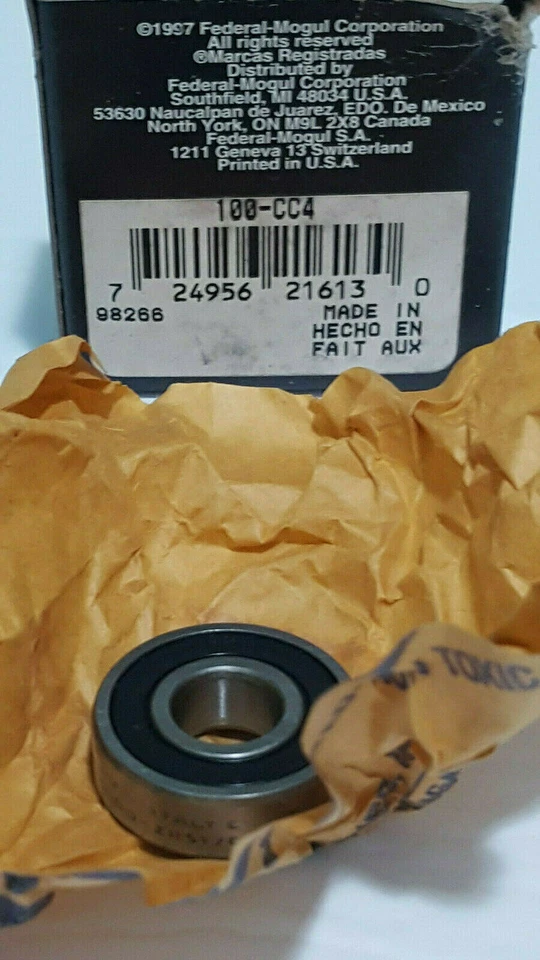 ©1997 Federal-Mogul Corporation
All rights reserved
®Marcas Registradas
Distributed by
Federal-Mogul Corporation
Southfield, MI 48034 U.S.A.
53630 Naucalpan de Juarez, EDO. De Mexico
North York, ON M9L 2X8 Canada
Federal-Mogul S.A.
1211 Geneva 13 Switzerland
Printed in U.S.A.
100-CC4
7 24956 21613 0
98266
MADE IN
HECHO EN
FAIT AUX
TOXIC